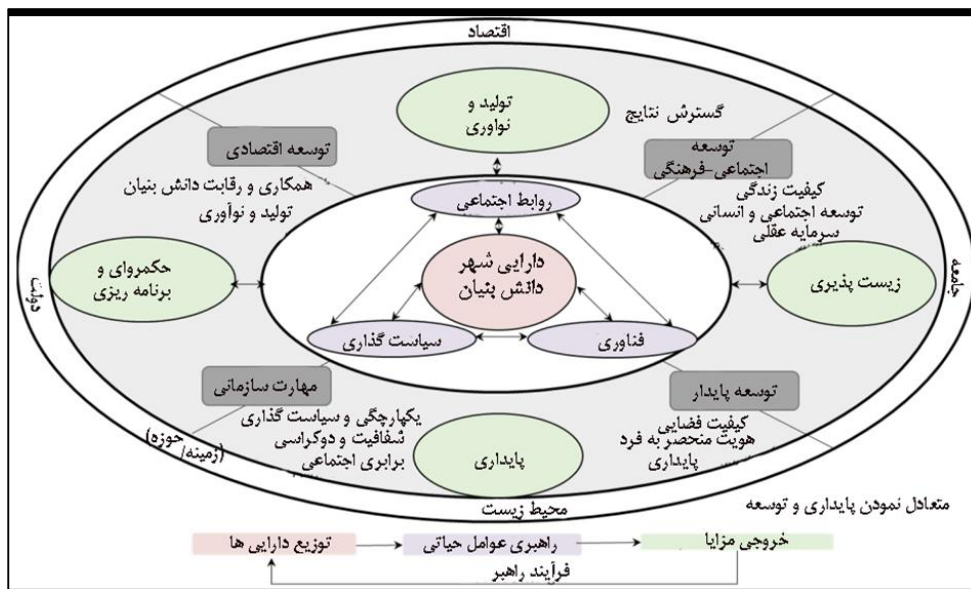 اقتصاد
تولید و
نواوری
گسترش نتایج
توسعه اقتصادی
توسعه
اجتماعی-فرهنگی
همکاری و رقابت دانش بنیان
تولید و نوآوری
کیفیت زندگی
توسعه اجتماعی و انسانی
سرمایه عقلی
روابط اجتماعی
دارایی شهر
دانش بنیان
حکمروای و
برنامه ریزی
زیست پذیری
دولت
جامعه
سیاست گذاری
فناوری
مهارت سازمانی
توسعه پایدار
یکهارچگی و سیاست گذاری
شفافیت و دوکراسی
برابری اجتماعی
کیفیت فضایی
هویت منحصر به فرد
پایداری
پایداری
(زمینه/حوزه)
محیط زیست
متعادل نمودن پایداری و توسعه
توزیع دارایی ها
راهبری عوامل حیاتی
خروجی مزایا
فرآیند راهبر